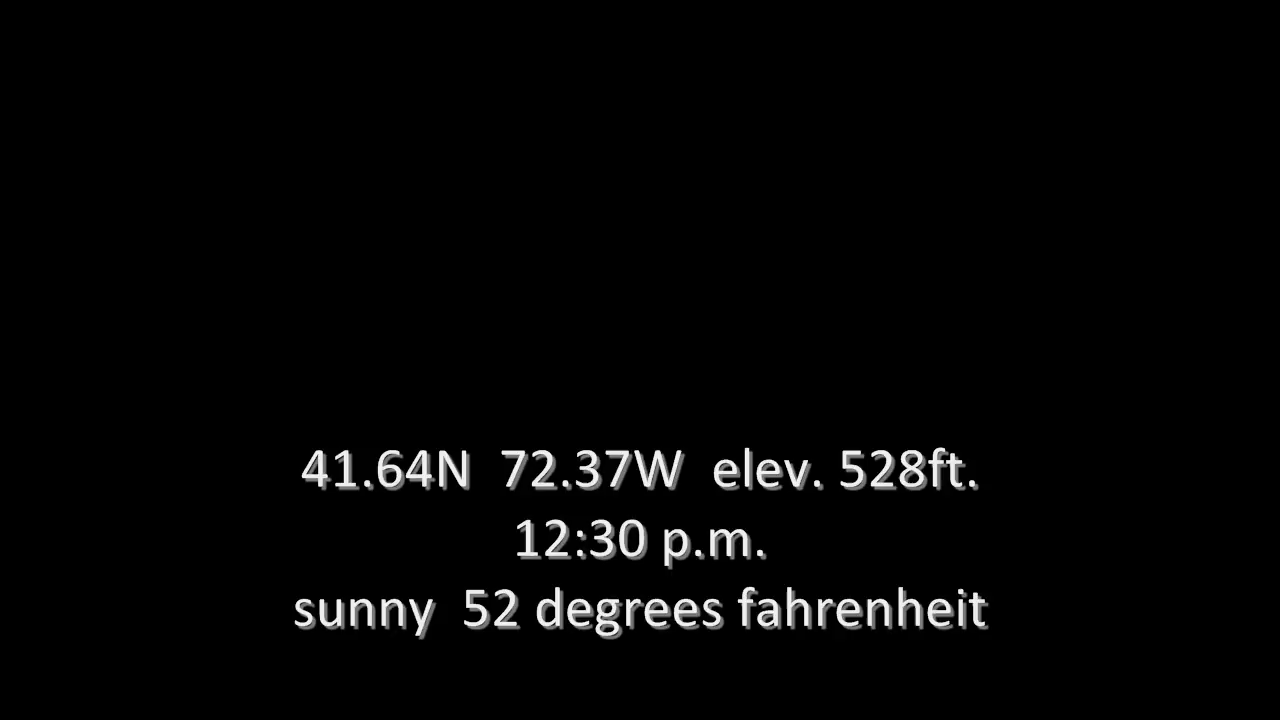 41.64N  72.37W  elev. 528ft.
12:30 p.m.
sunny  52 degrees fahrenheit